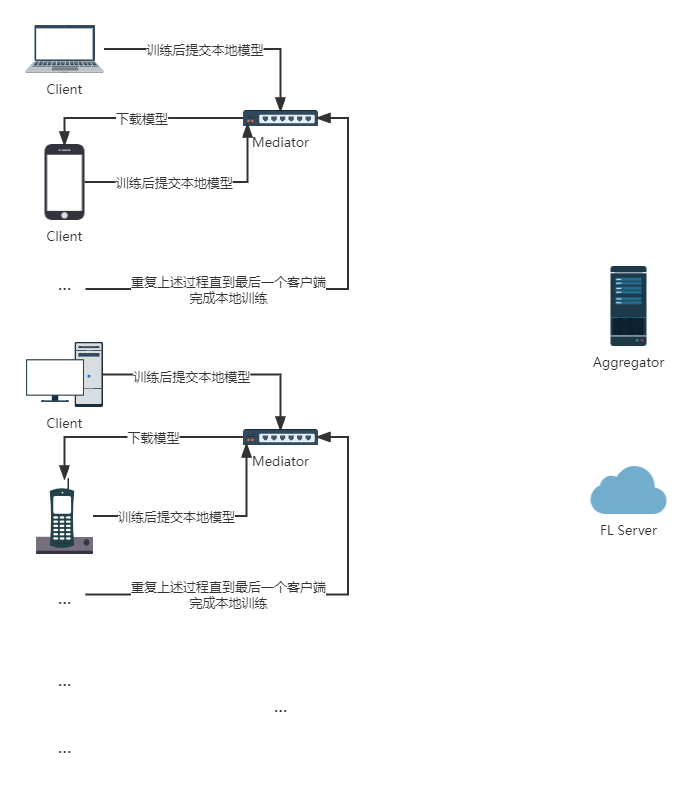 训练后提交本地模型
Client
下载模型
Mediator
训练后提交本地模型
Client
...
重复上述过程直到最后一个客户端
完成本地训练
Aggregator
训练后提交本地模型
Client
下载模型
Mediator
训练后提交本地模型
FL Server
...
重复上述过程直到最后一个客户端
完成本地训练
...
...
...